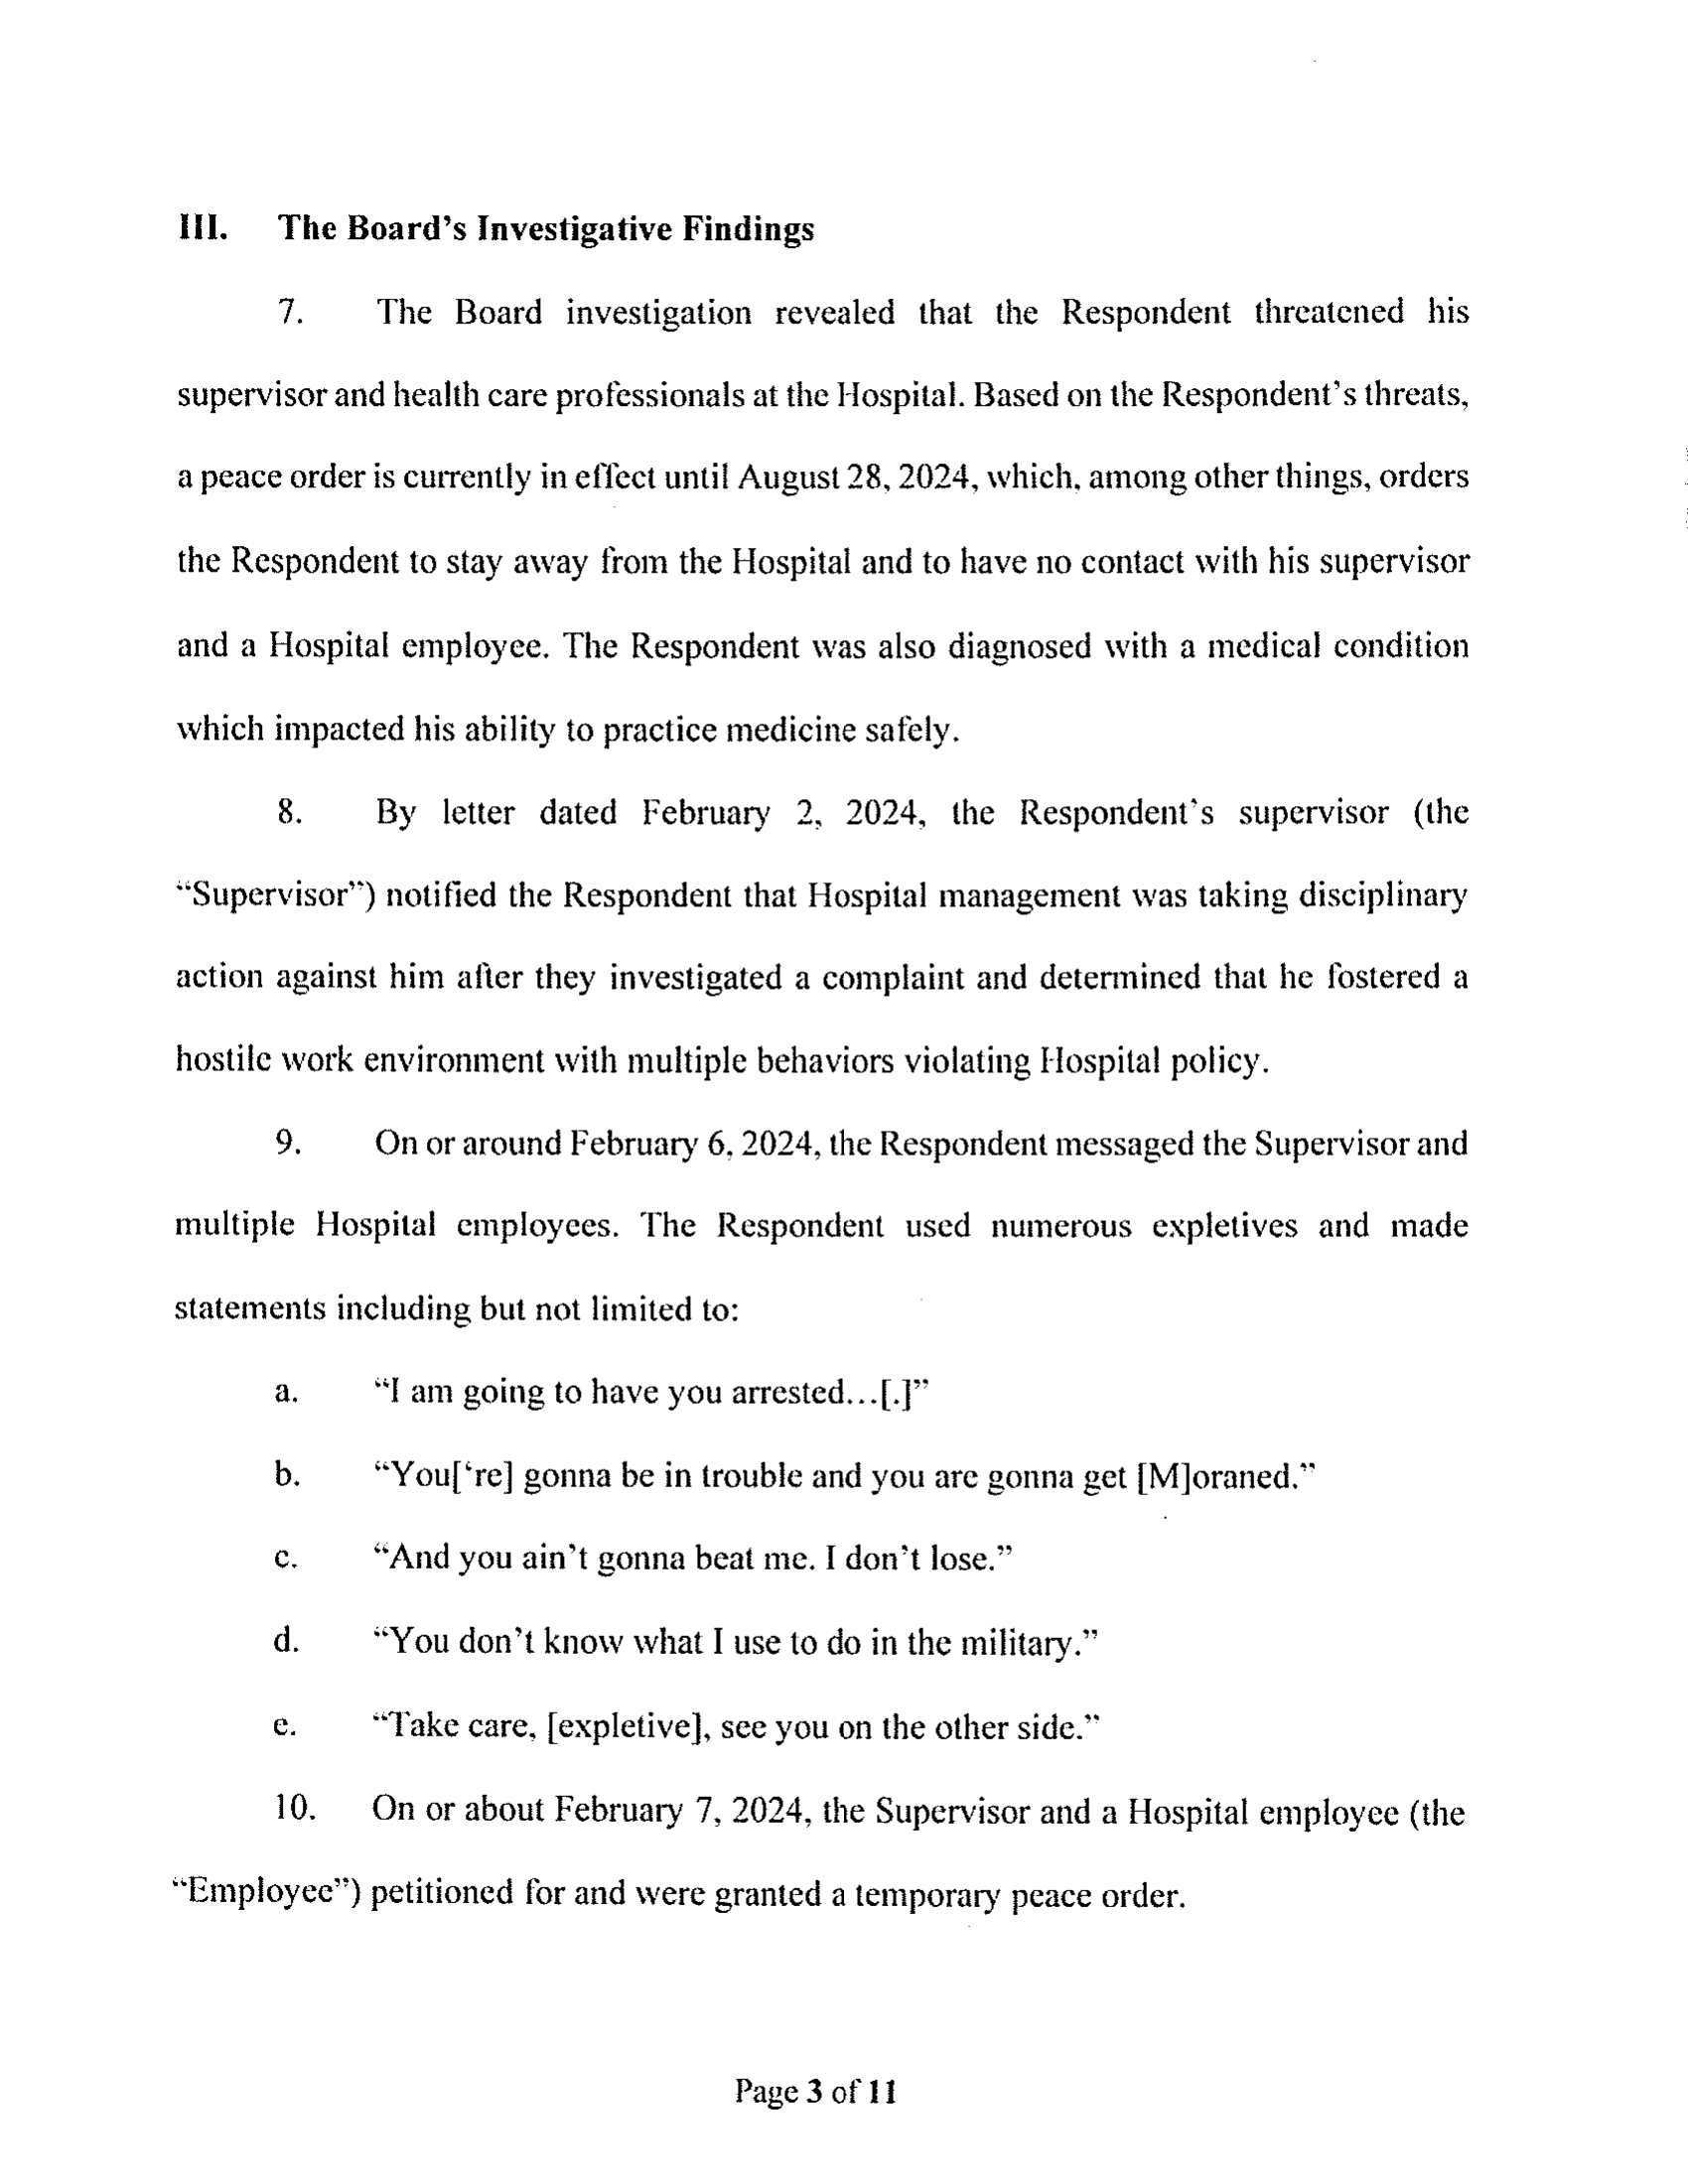 III. The Board's Investigative Findings
7. The Board investigation revealed that the Respondent threatened his
supervisor and health care professionals at the Hospital. Based on the Respondent's threats,
a peace order is currently in effect until August 28, 2024, which, among other things, orders
the Respondent to stay away from the Hospital and to have no contact with his supervisor
and a Hospital employee. The Respondent was also diagnosed with a medical condition
which impacted his ability to practice medicine safely.
8. By letter dated February 2, 2024, the Respondent's supervisor (the
“Supervisor”) notified the Respondent that Hospital management was taking disciplinary
action against him after they investigated a complaint and determined that he fostered a
hostile work environment with multiple behaviors violating Hospital policy.
9. On or around February 6, 2024, the Respondent messaged the Supervisor and
multiple Hospital employees. The Respondent used numerous expletives and made
statements including but not limited to:
a. “I am going to have you arrested…[.]”
b. “You[‘re] gonna be in trouble and you are gonna get [M]oraned.”
c. “And you ain't gonna beat me. I don't lose.”
d. “You don't know what I use to do in the military.”
e. “Take care, [expletive], see you on the other side.”
10. On or about February 7, 2024, the Supervisor and a Hospital employee (the
“Employee”) petitioned for and were granted a temporary peace order.
Page 3 of 11